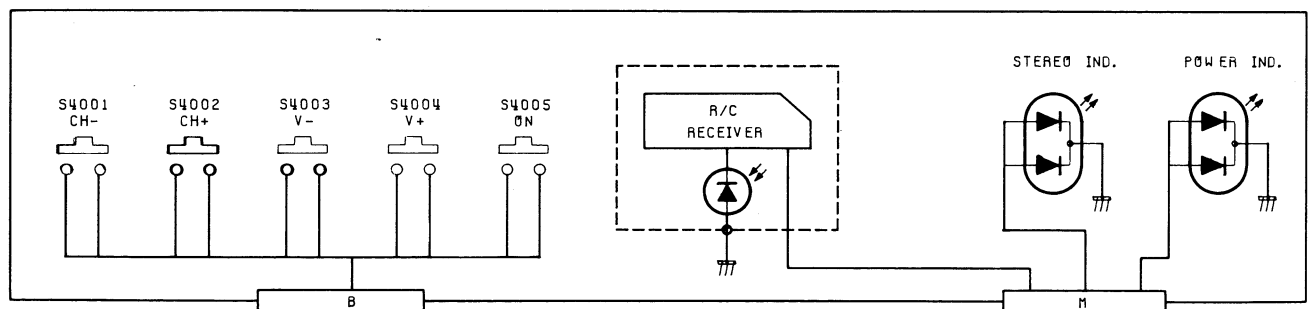 STEREO IND.
POWER IND.
S4001
CH-
S4002
CH+
S4003
V-
S4004
V+
S4005
ON
R/C
RECEIVER
B
M